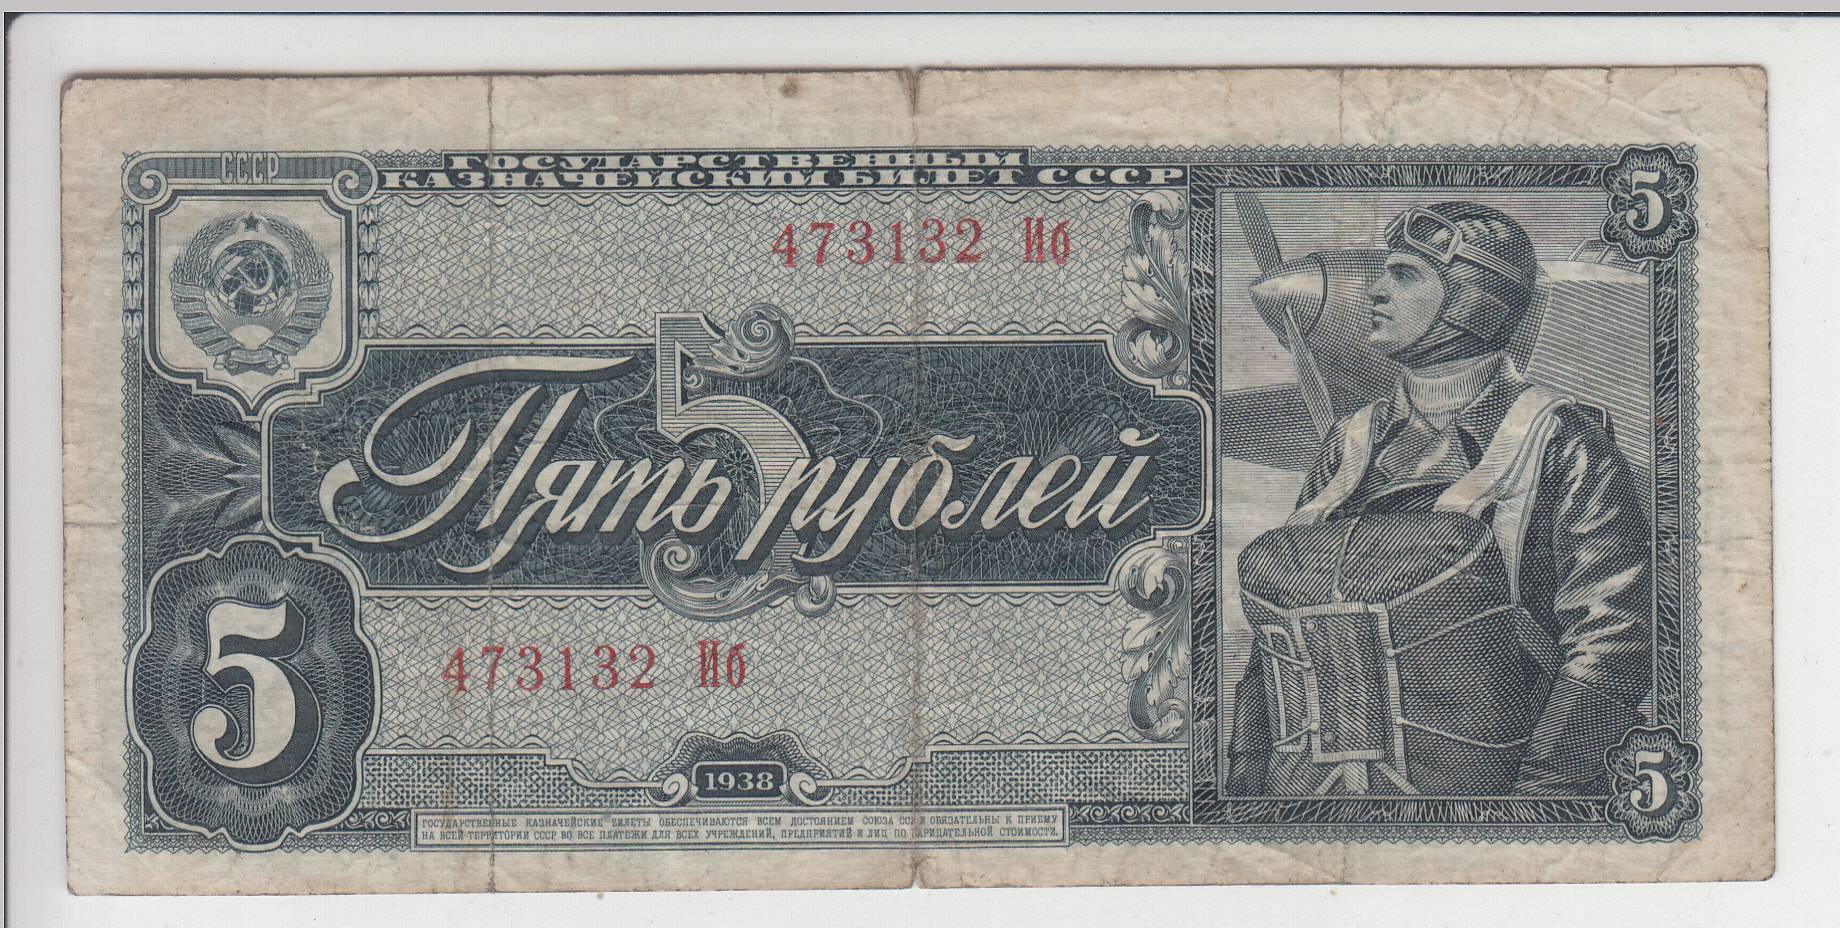 СССР
ГОСУДАРСТВЕННЫЙ
КАЗНАЧЕЙСКИЙ БИЛЕТ СССР
5
473132 Иб
5
Пять рублей
473132 Иб
5
5
1938
ГОСУДАРСТВЕННЫЕ КАЗНАЧЕЙСКИЕ БИЛЕТЫ ОБЕСПЕЧИВАЮТСЯ ВСЕМ ДОСТОЯНИЕМ СОЮЗА ССР И ОБЯЗАТЕЛЬНЫ К ПРИЕМУ
НА ВСЕЙ ТЕРРИТОРИИ СССР ВО ВСЕ ПЛАТЕЖИ ДЛЯ ВСЕХ УЧРЕЖДЕНИЙ, ПРЕДПРИЯТИЙ И ЛИЦ ПО НАРИЦАТЕЛЬНОЙ СТОИМОСТИ.